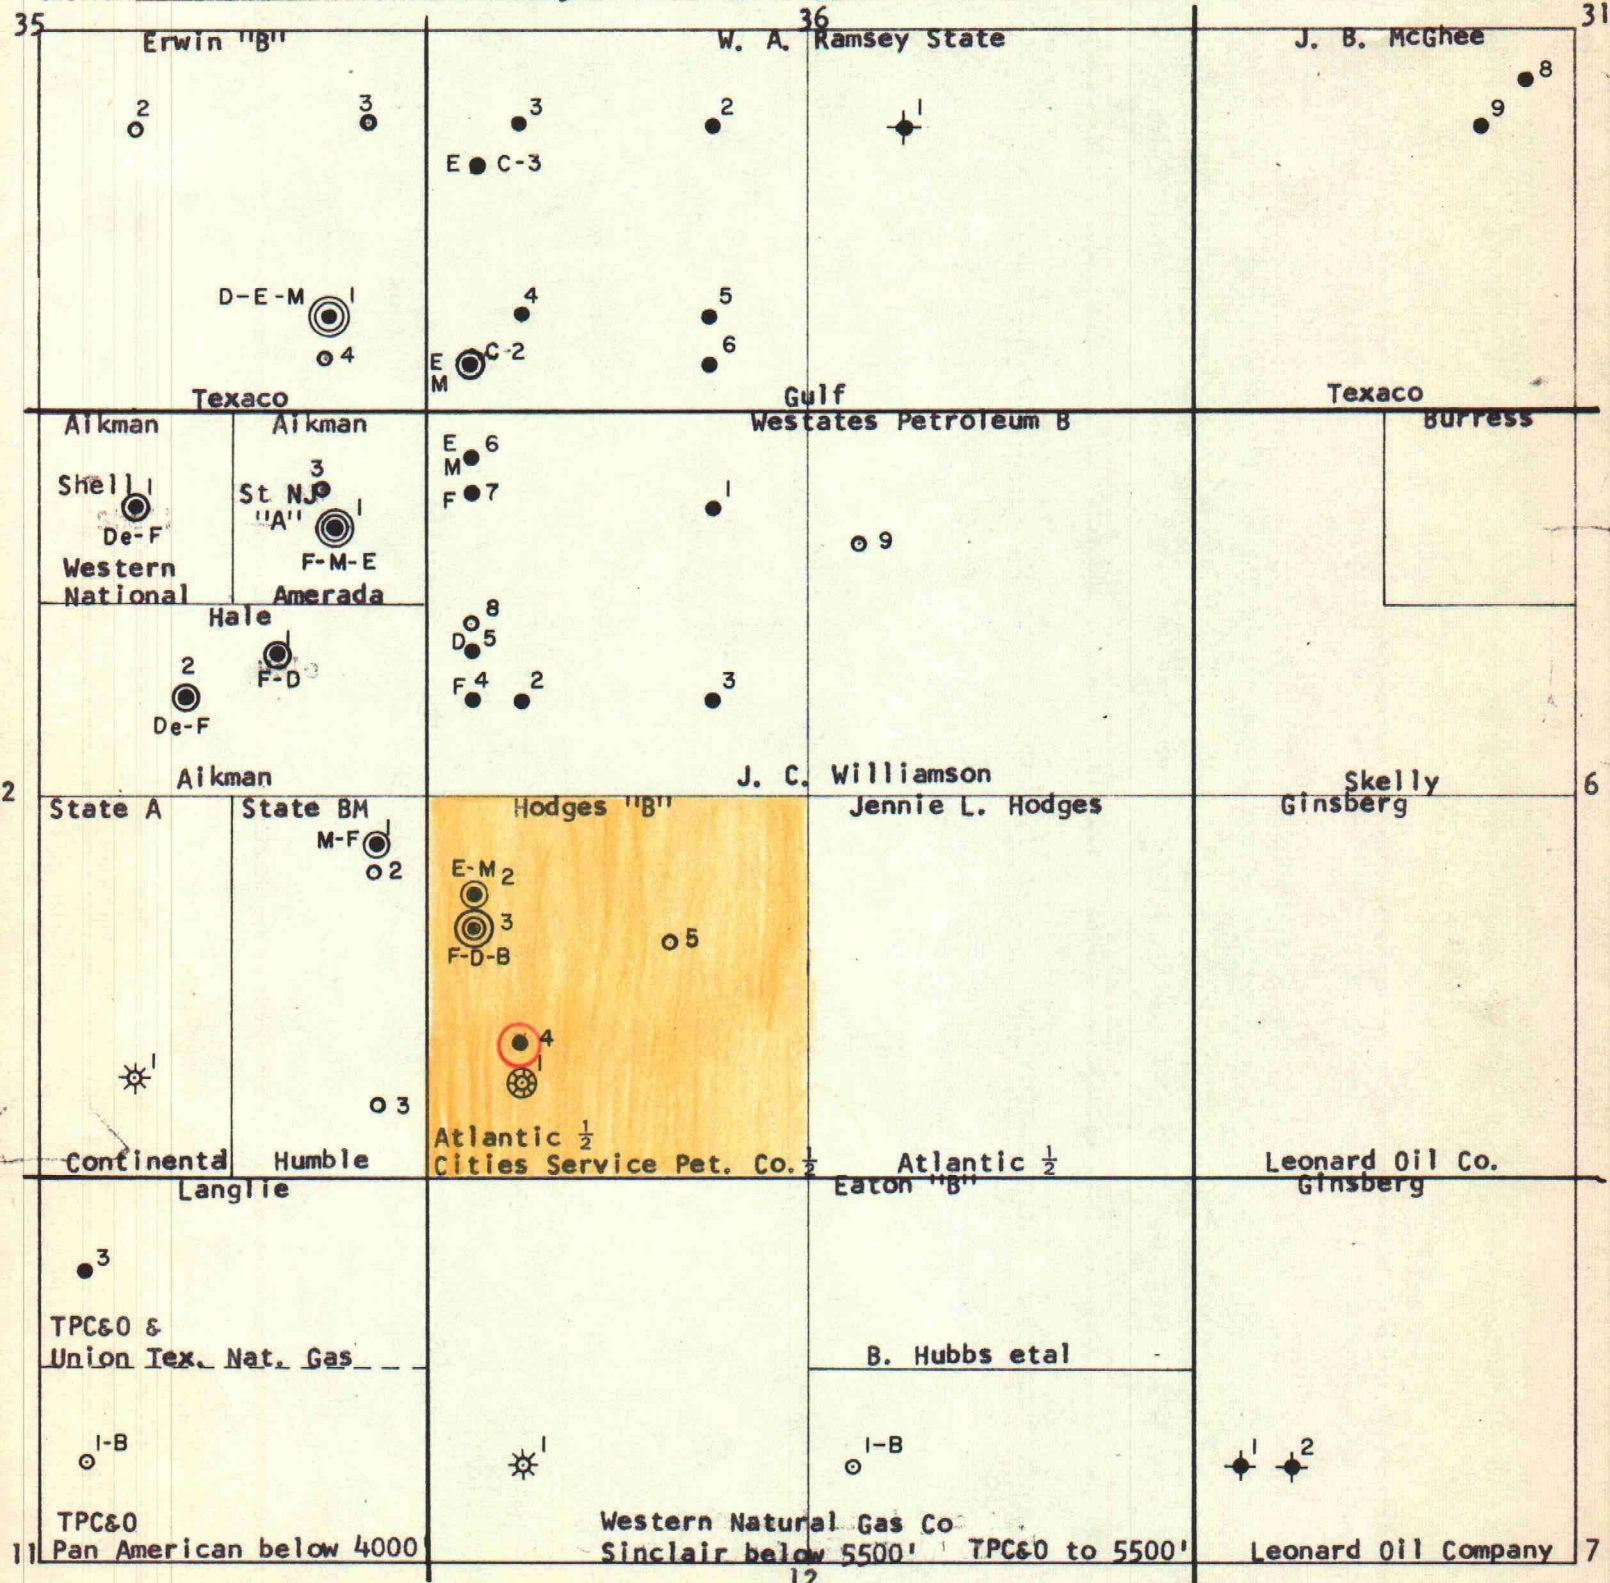 35 36 31
Erwin "B" W. A. Ramsey State J. B. McGhee
8
2 3 3 2 1 9
E C-3
D-E-M 1 4 5
4 E M C-2 6
Texaco Gulf Texaco
Aikman Aikman Westates Petroleum B Burress
E M 6
Shell 1 3 F 7 1
St NJ "A" 1
De-F 9
F-M-E
Western
National Amerada
Hale 8
1 D 5
2 F-D F 4 2 3
De-F
Aikman J. C. Williamson Skelly
2 6
State A State BM Hodges "B" Jennie L. Hodges Ginsberg
M-F 1
2 E-M 2
3 5
F-D-B
4
1 1
3
Atlantic ½
Continental Humble Cities Service Pet. Co. ½ Atlantic ½ Leonard Oil Co.
Langlie Eaton "B" Ginsberg
3
TPC&O &
Union Tex. Nat. Gas B. Hubbs etal
1-B 1 1-B 1 2
TPC&O Western Natural Gas Co
Pan American below 4000 Sinclair below 5500' TPC&O to 5500' Leonard Oil Company
11 12 7